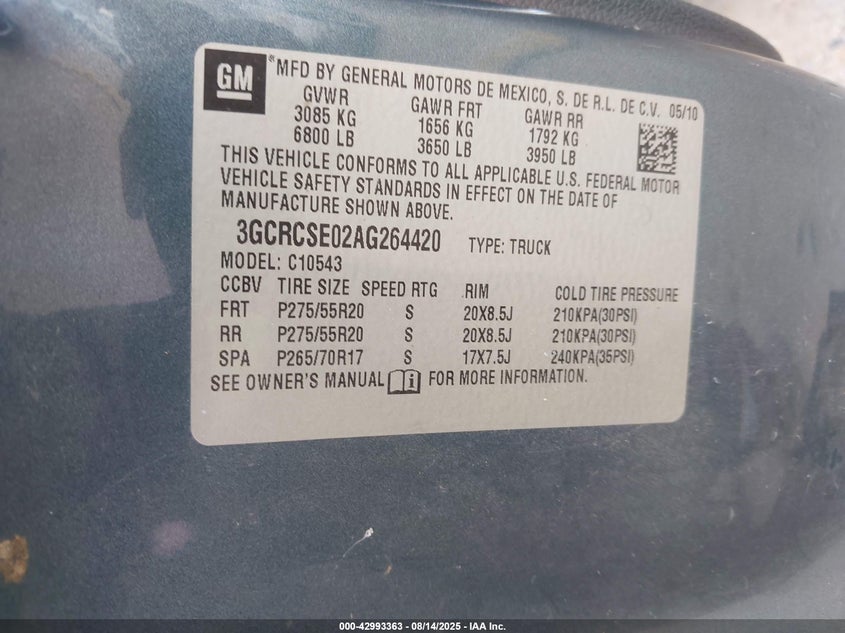 GM
®MFD BY GENERAL MOTORS DE MEXICO, S. DE R.L. DE C.V. 05/10
GVWR GAWR FRT GAWR RR
3085 KG 1656 KG 1792 KG
6800 LB 3650 LB 3950 LB
THIS VEHICLE CONFORMS TO ALL APPLICABLE U.S. FEDERAL MOTOR
VEHICLE SAFETY STANDARDS IN EFFECT ON THE DATE OF
MANUFACTURE SHOWN ABOVE.
3GCRCSE02AG264420 TYPE: TRUCK
MODEL: C10543
CCBV TIRE SIZE SPEED RTG RIM COLD TIRE PRESSURE
FRT P275/55R20 S 20X8.5J 210KPA(30PSI)
RR P275/55R20 S 20X8.5J 210KPA(30PSI)
SPA P265/70R17 S 17X7.5J 240KPA(35PSI)
SEE OWNER'S MANUAL FOR MORE INFORMATION.
000-42993363 - 08/14/2025 - IAA Inc.